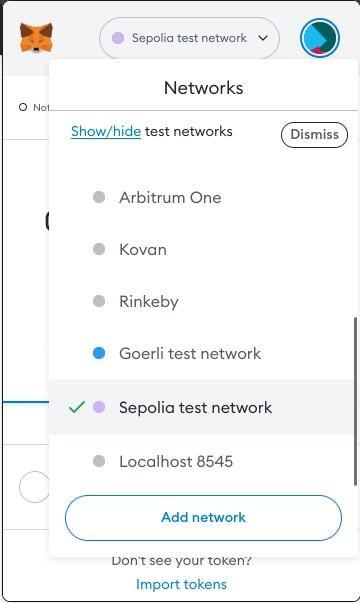 Sepolia test network
Networks
Show/hide test networks
Dismiss
Arbitrum One
Kovan
Rinkeby
Goerli test network
Sepolia test network
Localhost 8545
Add network
Don't see your token?
Import tokens